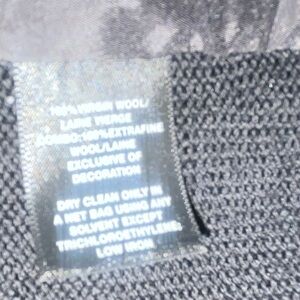 100% VIRGIN WOOL/
LAINE VIERGE
COMBO:100%EXTRAFINE
WOOL/LAINE
EXCLUSIVE OF
DECORATION
DRY CLEAN ONLY IN
A NET BAG USING ANY
SOLVENT EXCEPT
TRICHLOROETHYLENE,
LOW IRON